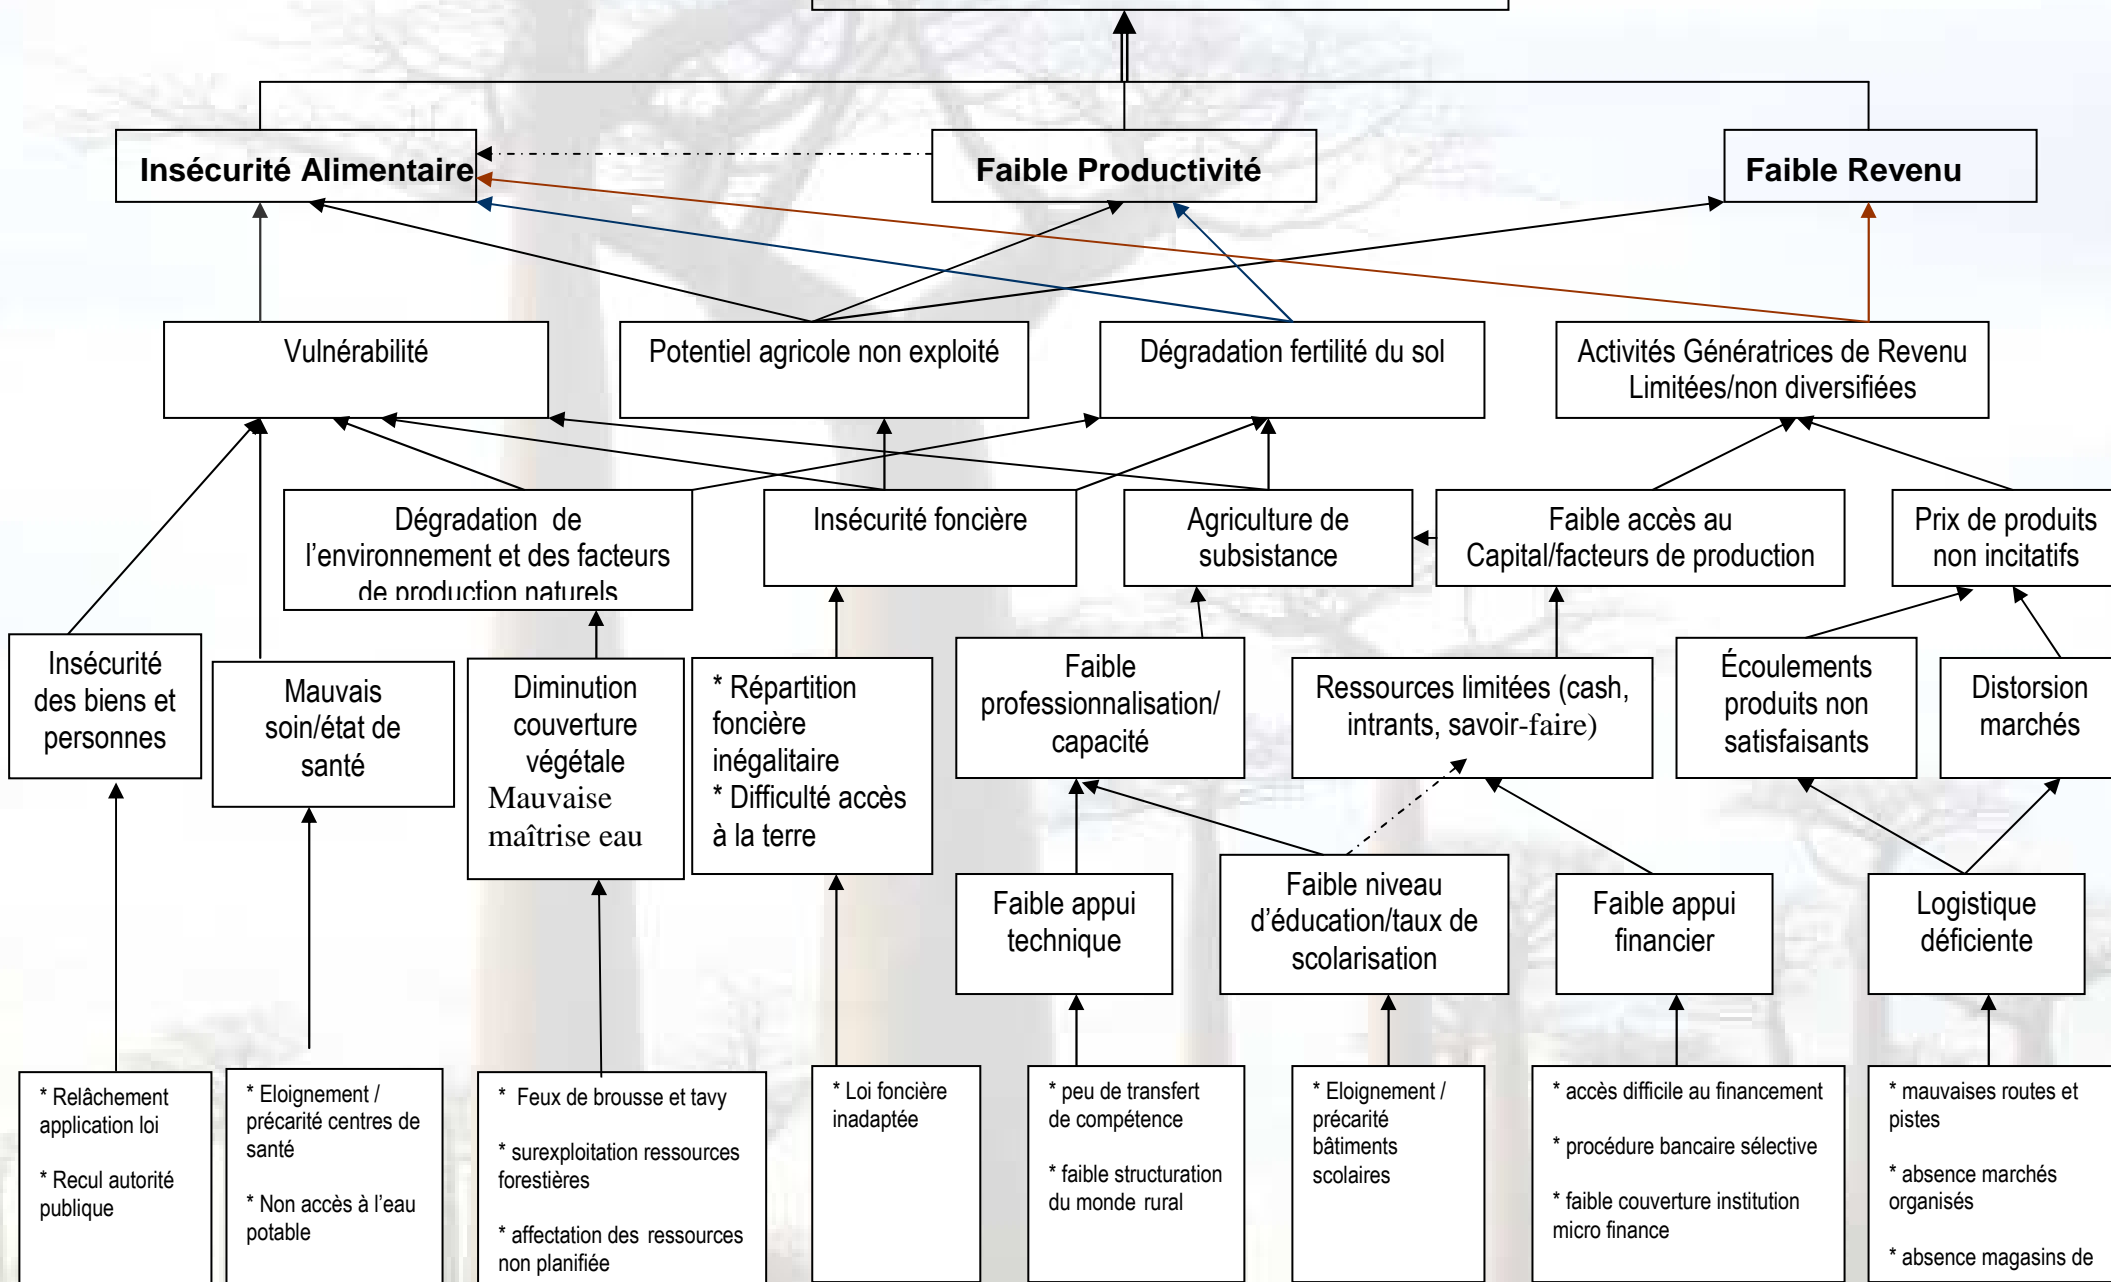 Insécurité Alimentaire
Faible Productivité
Faible Revenu
Vulnérabilité
Potentiel agricole non exploité
Dégradation fertilité du sol
Activités Génératrices de Revenu
Limitées/non diversifiées
Dégradation de
l'environnement et des facteurs
de production naturels
Insécurité foncière
Agriculture de
subsistance
Faible accès au
Capital/facteurs de production
Prix de produits
non incitatifs
Insécurité
des biens et
personnes
Mauvais
soin/état de
santé
Diminution
couverture
végétale
Mauvaise
maîtrise eau
* Répartition
foncière
inégalitaire
* Difficulté accès
à la terre
Faible
professionnalisation/
capacité
Ressources limitées (cash,
intrants, savoir-faire)
Écoulements
produits non
satisfaisants
Distorsion
marchés
Faible appui
technique
Faible niveau
d'éducation/taux de
scolarisation
Faible appui
financier
Logistique
déficiente
* Relâchement
application loi
* Recul autorité
publique
* Eloignement /
précarité centres de
santé
* Non accès à l'eau
potable
* Feux de brousse et tavy
* surexploitation ressources
forestières
* affectation des ressources
non planifiée
* Loi foncière
inadaptée
* peu de transfert
de compétence
* faible structuration
du monde rural
* Eloignement /
précarité
bâtiments
scolaires
* accès difficile au financement
* procédure bancaire sélective
* faible couverture institution
micro finance
* mauvaises routes et
pistes
* absence marchés
organisés
* absence magasins de